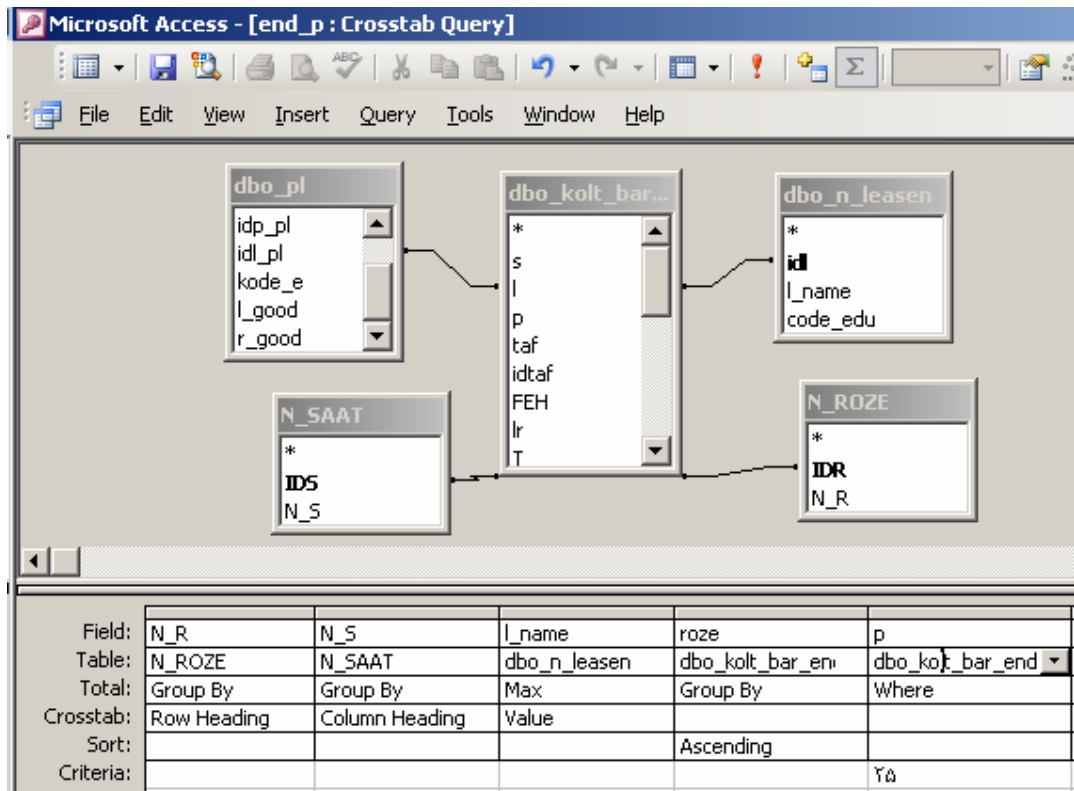 Microsoft Access - [end_p : Crosstab Query]
ABC
Σ
File Edit View Insert Query Tools Window Help
dbo_pl
idp_pl
idl_pl
kode_e
l_good
r_good
dbo_kolt_bar...
*
s
l
p
taf
idtaf
FEH
lr
T
dbo_n_leasen
*
idl
l_name
code_edu
N_SAAT
*
IDS
N_S
N_ROZE
*
IDR
N_R
Field: N_R N_S l_name roze p
Table: N_ROZE N_SAAT dbo_n_leasen dbo_kolt_bar_en dbo_kolt_bar_end
Total: Group By Group By Max Group By Where
Crosstab: Row Heading Column Heading Value
Sort: Ascending
Criteria: ۲۵